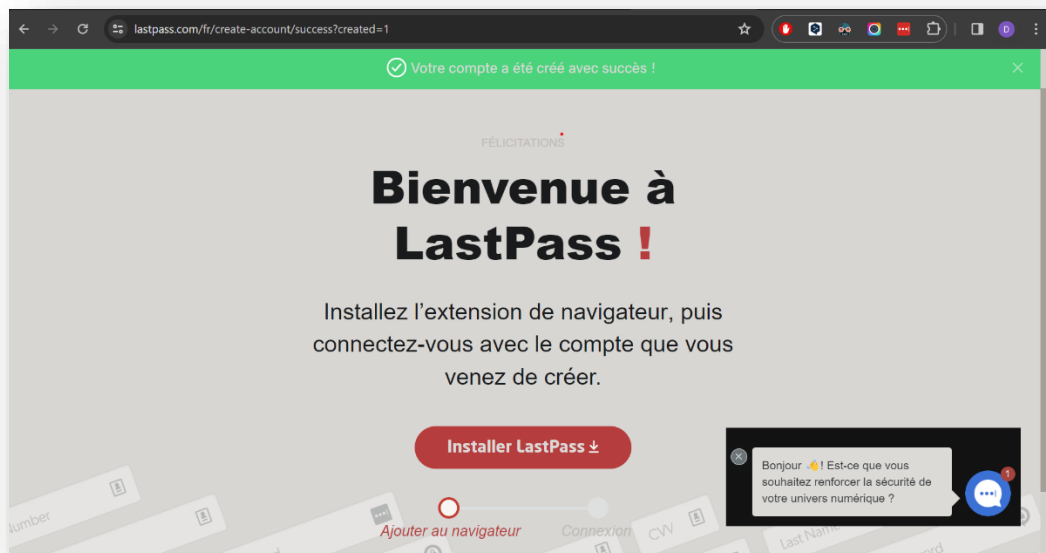 lastpass.com/fr/create-account/success?created=1
D
Votre compte a été créé avec succès !
FÉLICITATIONS
Bienvenue à
LastPass !
Installez l’extension de navigateur, puis
connectez-vous avec le compte que vous
venez de créer.
Installer LastPass
Bonjour 👋! Est-ce que vous
souhaitez renforcer la sécurité de
votre univers numérique ?
1
Number
Ajouter au navigateur
Connexion
CVV
Last Name